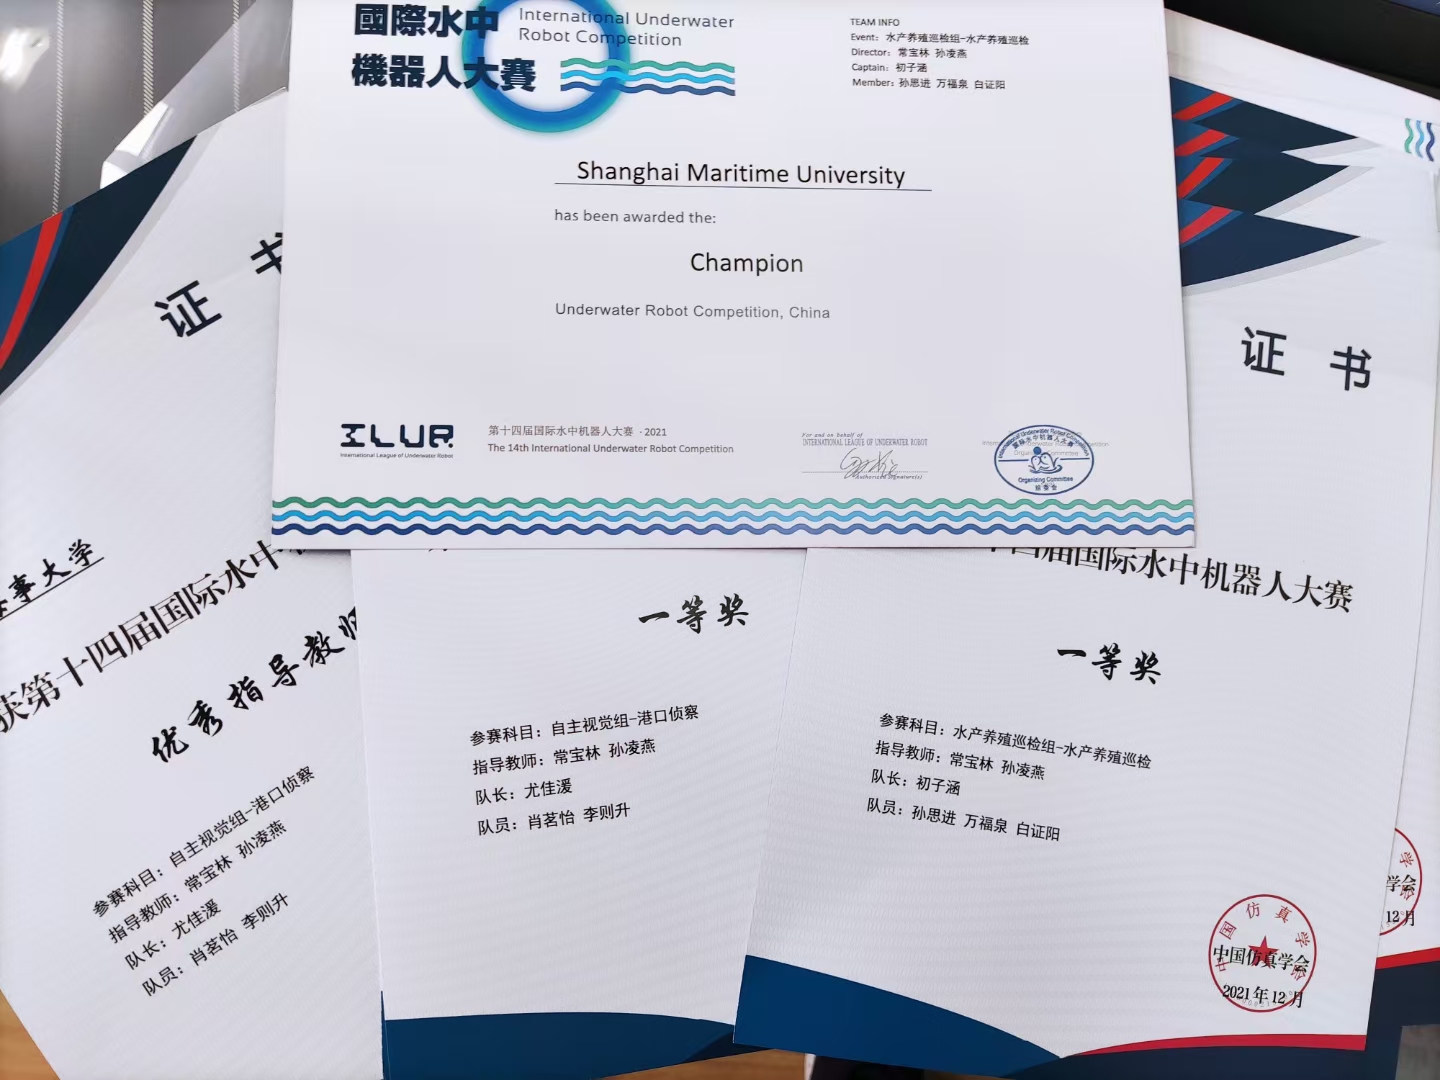 國際水中
機器人大賽
International Underwater
Robot Competition
TEAM INFO
Event: 水产养殖巡检组-水产养殖巡检
Director: 常宝林 孙凌燕
Captain: 初子涵
Member: 孙思进 万福泉 白证阳
Shanghai Maritime University
has been awarded the:
Champion
Underwater Robot Competition, China
ILUR
International League of Underwater Robot
第十四届国际水中机器人大赛 · 2021
The 14th International Underwater Robot Competition
For and on behalf of
INTERNATIONAL LEAGUE OF UNDERWATER ROBOT
Authorized Signature(s)
International Underwater Robot Competition
国际水中机器人大赛
Organizing Committee
组委会
证书
事大学
获第十四届国际水中
优秀指导教师
参赛科目：自主视觉组-港口侦察
指导教师：常宝林 孙凌燕
队长：尤佳湲
队员：肖茗怡 李则升
一等奖
参赛科目：自主视觉组-港口侦察
指导教师：常宝林 孙凌燕
队长：尤佳湲
队员：肖茗怡 李则升
证书
十四届国际水中机器人大赛
一等奖
参赛科目：水产养殖巡检组-水产养殖巡检
指导教师：常宝林 孙凌燕
队长：初子涵
队员：孙思进 万福泉 白证阳
中国仿真学会
中国仿真学会
2021年12月
学会
12月